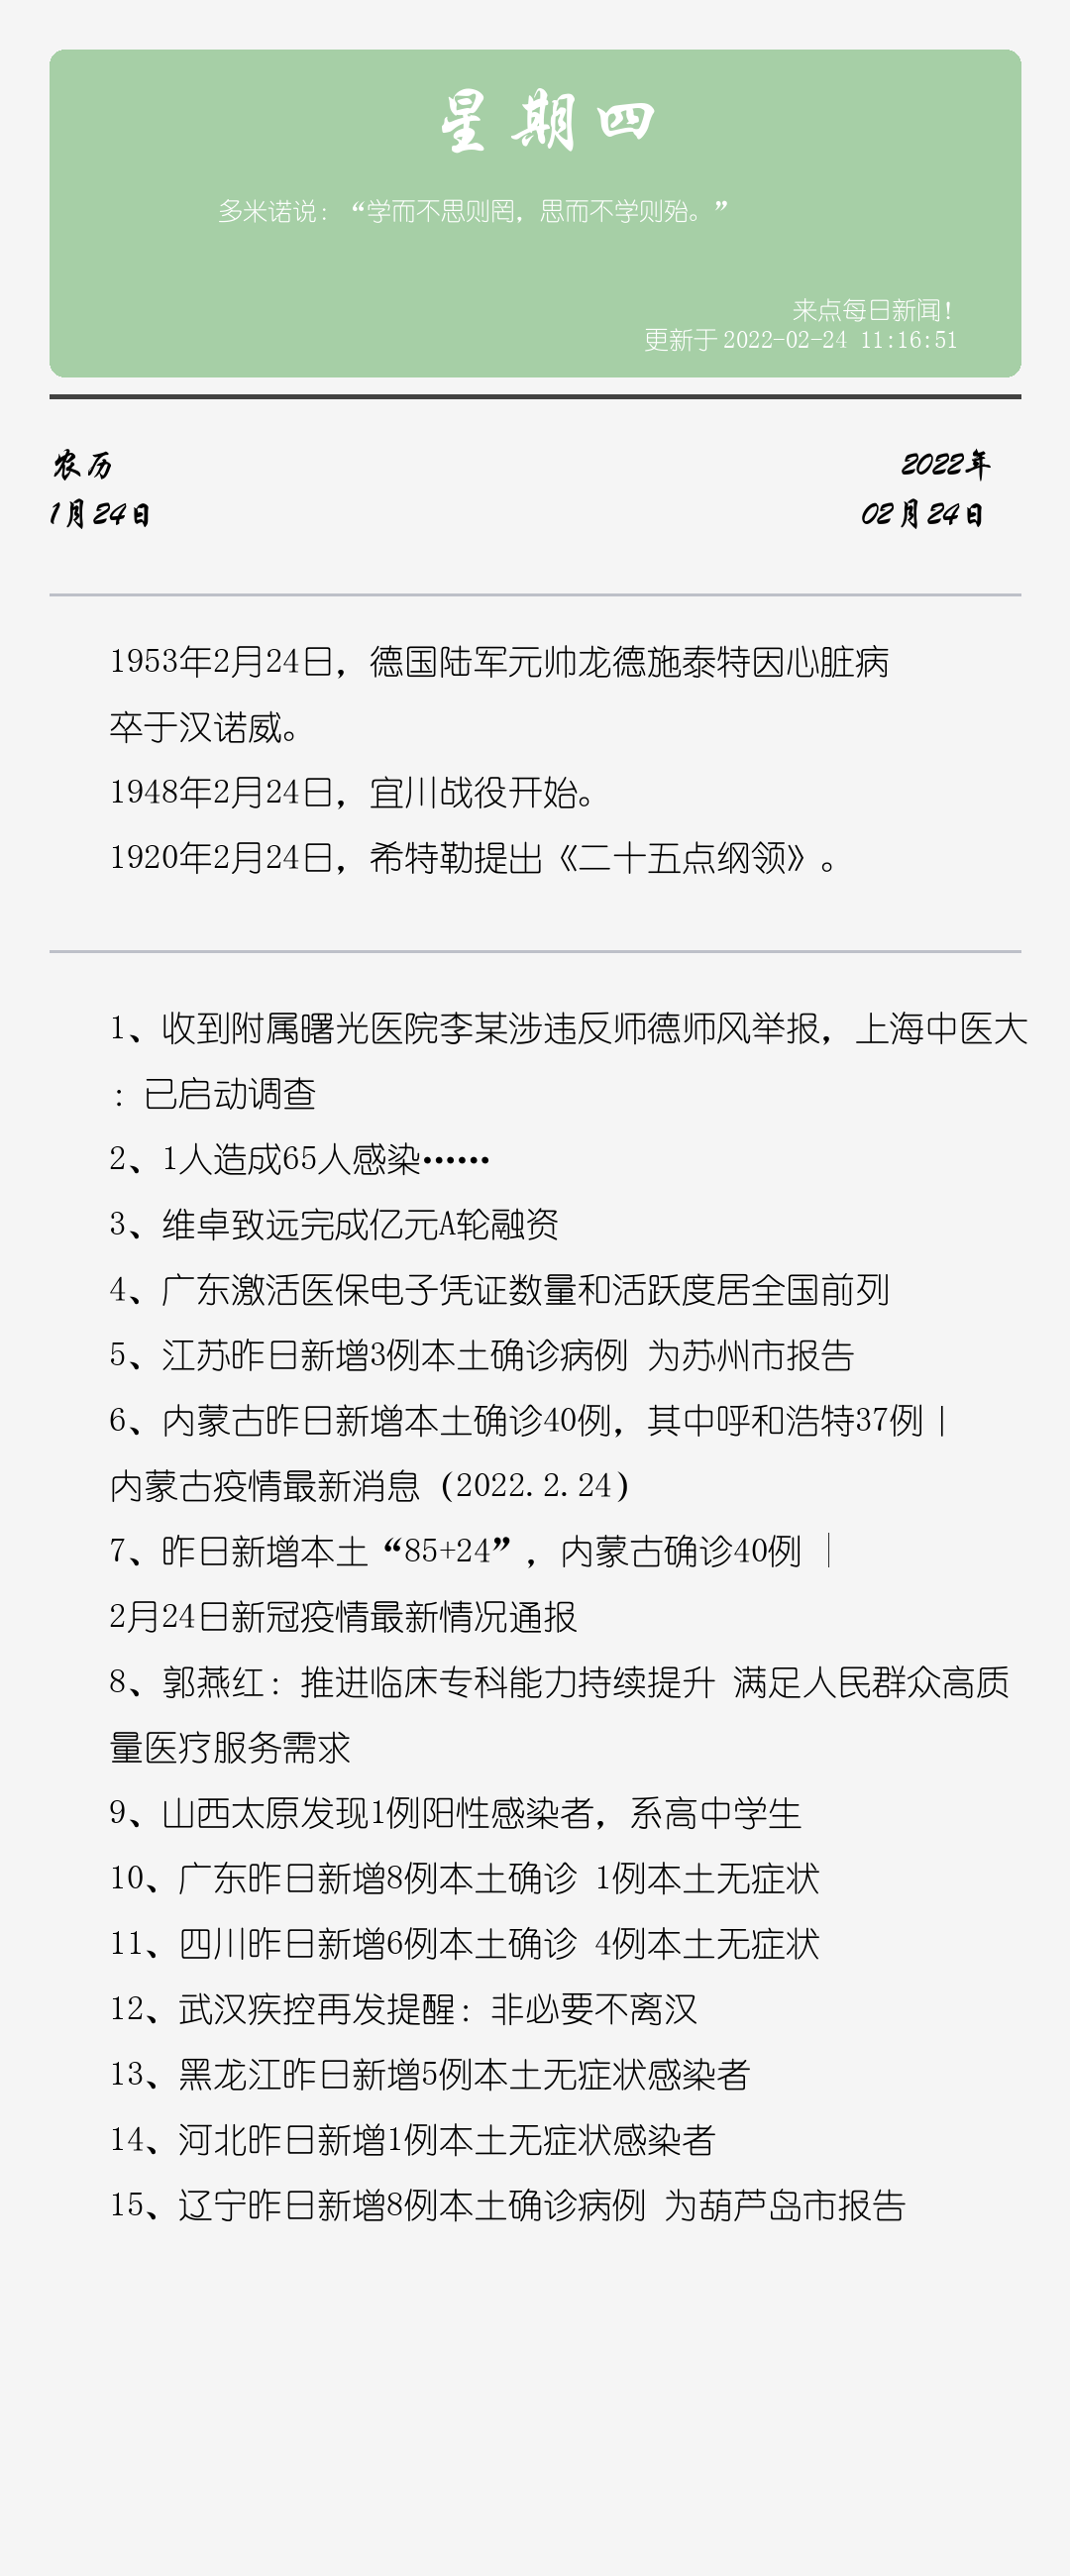 星期四
多米诺说：“学而不思则罔，思而不学则殆。”
来点每日新闻！
更新于 2022-02-24 11:16:51
农历
2022年
1月24日
02月24日
1953年2月24日，德国陆军元帅龙德施泰特因心脏病
卒于汉诺威。
1948年2月24日，宜川战役开始。
1920年2月24日，希特勒提出《二十五点纲领》。
1、收到附属曙光医院李某涉违反师德师风举报，上海中医大
：已启动调查
2、1人造成65人感染……
3、维卓致远完成亿元A轮融资
4、广东激活医保电子凭证数量和活跃度居全国前列
5、江苏昨日新增3例本土确诊病例 为苏州市报告
6、内蒙古昨日新增本土确诊40例，其中呼和浩特37例丨
内蒙古疫情最新消息（2022.2.24）
7、昨日新增本土“85+24”，内蒙古确诊40例 ｜
2月24日新冠疫情最新情况通报
8、郭燕红：推进临床专科能力持续提升 满足人民群众高质
量医疗服务需求
9、山西太原发现1例阳性感染者，系高中学生
10、广东昨日新增8例本土确诊 1例本土无症状
11、四川昨日新增6例本土确诊 4例本土无症状
12、武汉疾控再发提醒：非必要不离汉
13、黑龙江昨日新增5例本土无症状感染者
14、河北昨日新增1例本土无症状感染者
15、辽宁昨日新增8例本土确诊病例 为葫芦岛市报告